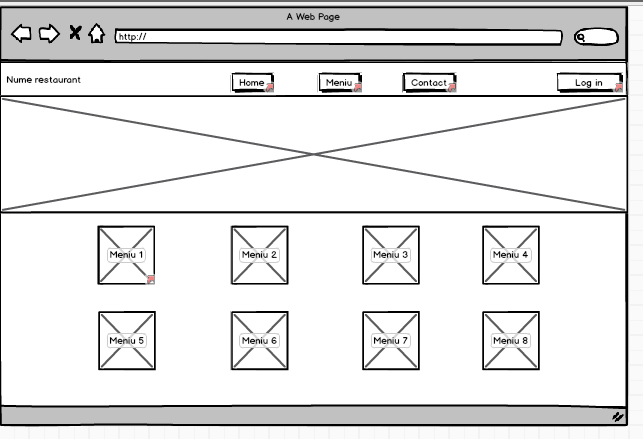 A Web Page
http://
Nume restaurant
Home
Meniu
Contact
Log in
Meniu 1
Meniu 2
Meniu 3
Meniu 4
Meniu 5
Meniu 6
Meniu 7
Meniu 8